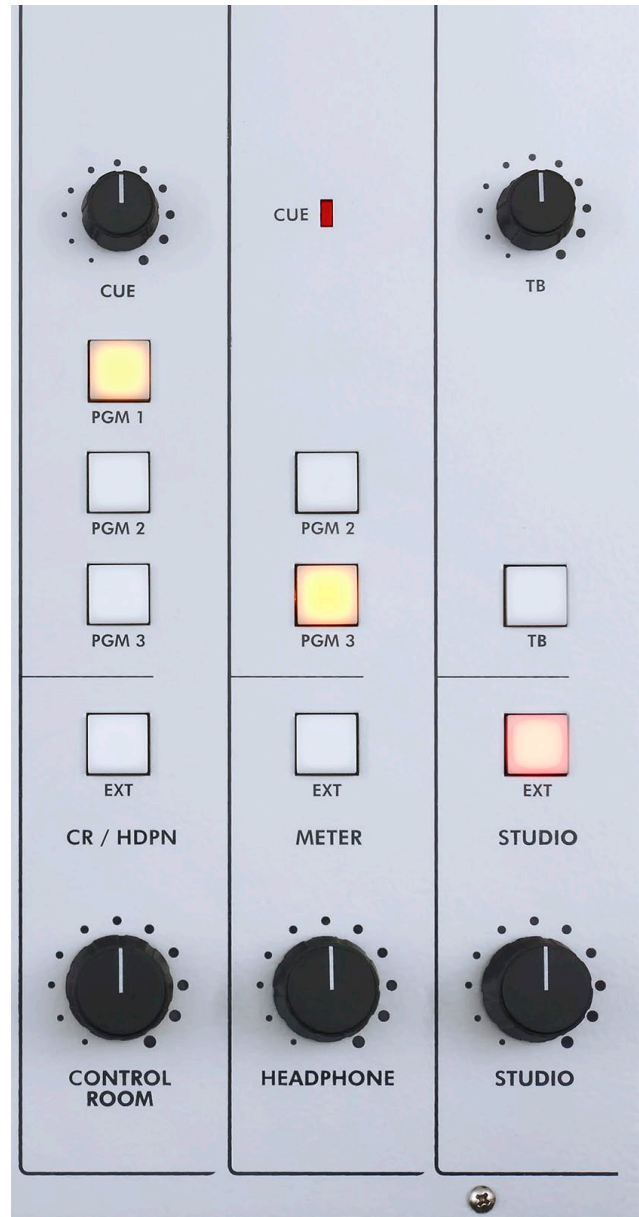 CUE
CUE
TB
PGM 1
PGM 2
PGM 2
PGM 3
PGM 3
TB
EXT
EXT
EXT
CR / HDPN
METER
STUDIO
CONTROL
ROOM
HEADPHONE
STUDIO